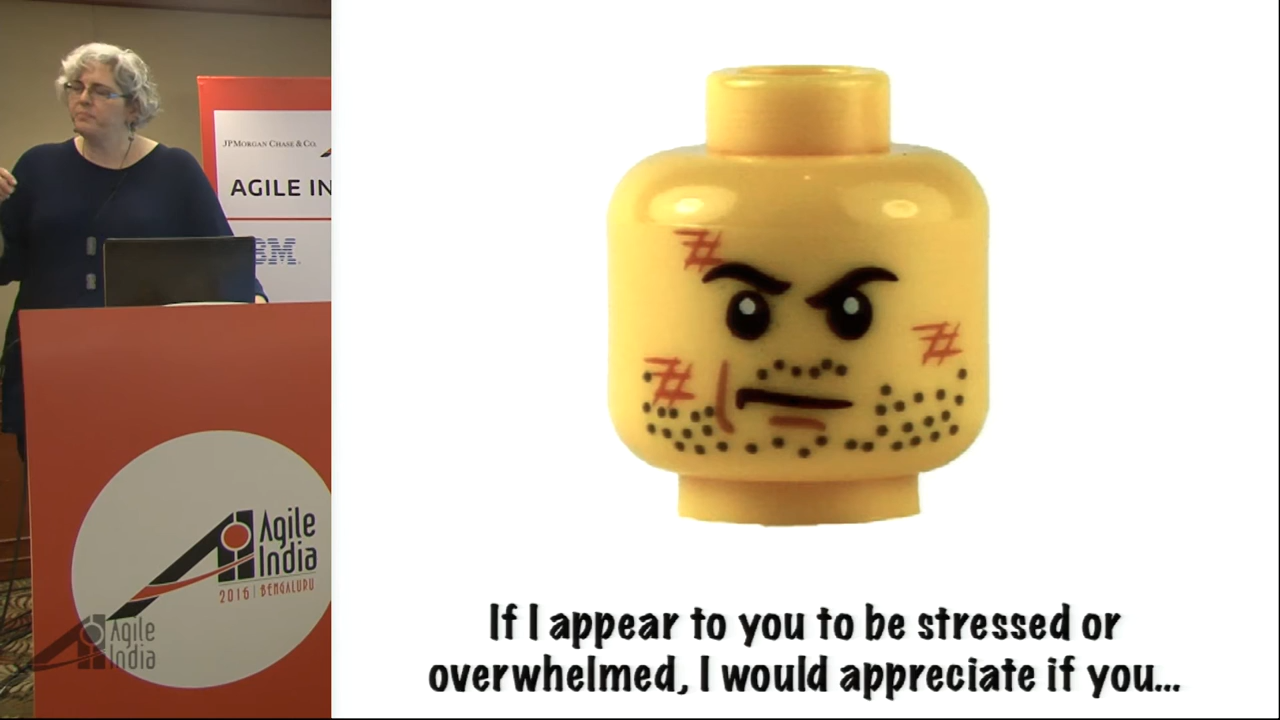 JPMORGAN CHASE & CO.
AGILE IN
IBM
Agile
India
2016 | BENGALURU
Agile
India
If I appear to you to be stressed or
overwhelmed, I would appreciate if you...